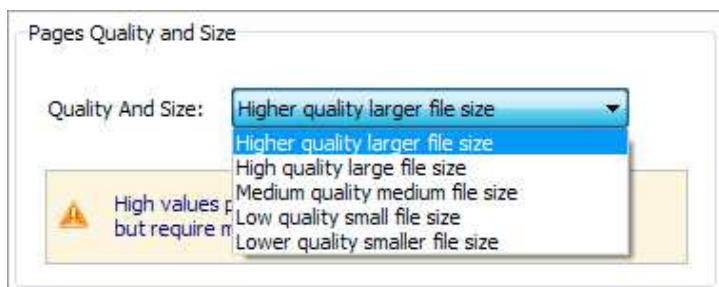 Pages Quality and Size
Quality And Size: Higher quality larger file size
Higher quality larger file size
High quality large file size
Medium quality medium file size
Low quality small file size
Lower quality smaller file size
High values
but require